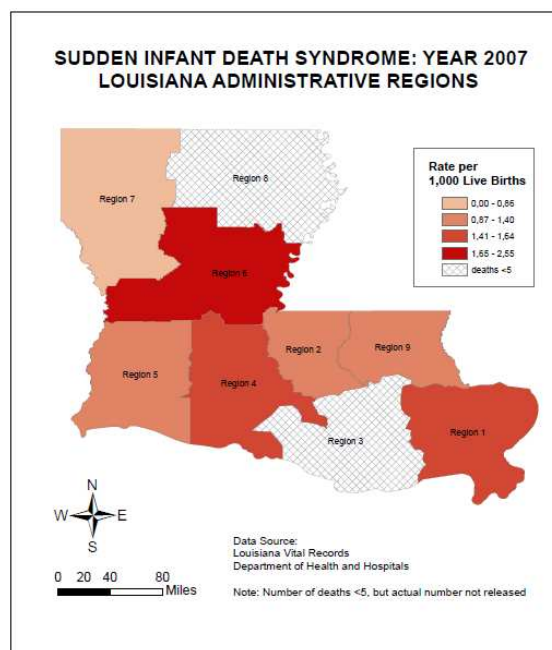 SUDDEN INFANT DEATH SYNDROME: YEAR 2007
LOUISIANA ADMINISTRATIVE REGIONS
Rate per
1,000 Live Births
0,00 - 0,86
0,87 - 1,40
1,41 - 1,64
1,65 - 2,55
deaths <5
Region 8
Region 7
Region 6
Region 2
Region 9
Region 5
Region 4
Region 3
Region 1
N
W E
S
Data Source:
Louisiana Vital Records
Department of Health and Hospitals
0 20 40 80
Miles
Note: Number of deaths <5, but actual number not released